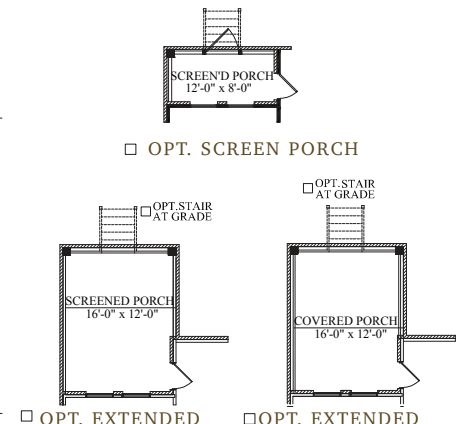 SCREEN'D PORCH
12'-0" x 8'-0"
OPT. SCREEN PORCH
OPT. STAIR
AT GRADE
SCREENED PORCH
16'-0" x 12'-0"
OPT. EXTENDED
OPT. STAIR
AT GRADE
COVERED PORCH
16'-0" x 12'-0"
OPT. EXTENDED